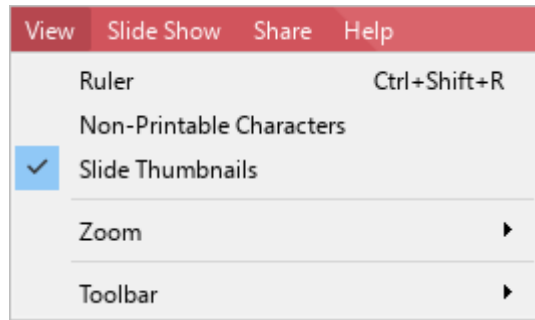 View Slide Show Share Help
Ruler Ctrl+Shift+R
Non-Printable Characters
Slide Thumbnails
Zoom
Toolbar